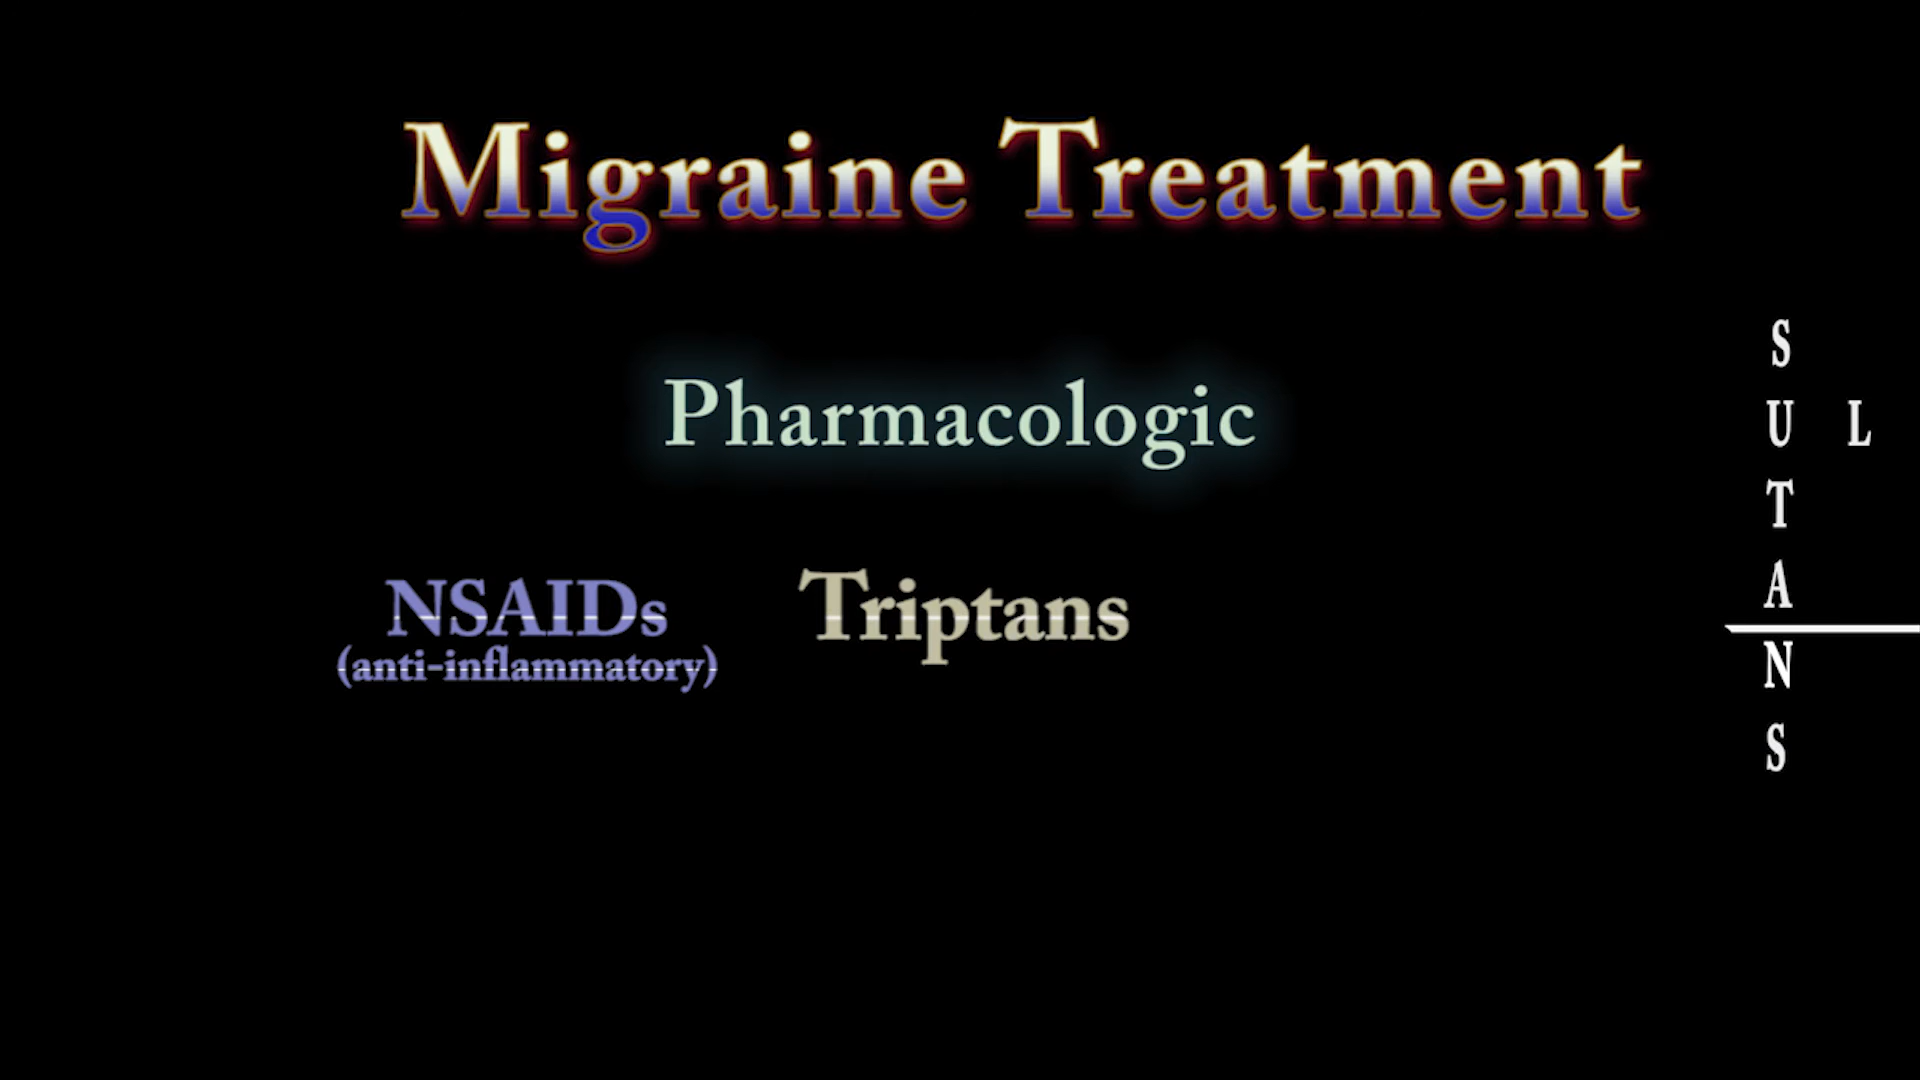 Migraine Treatment
Pharmacologic
NSAIDs
(anti-inflammatory)
Triptans
S
U L
T
A
N
S